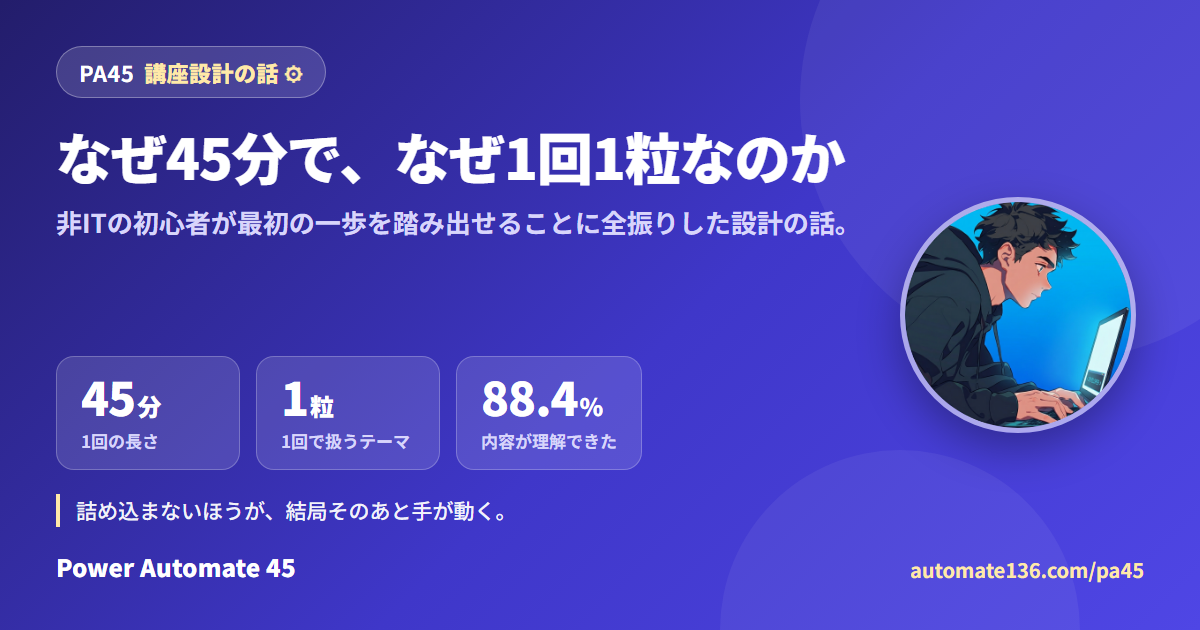 PA45 講座設計の話 ⚙
なぜ45分で、なぜ1回1粒なのか
非ITの初心者が最初の一歩を踏み出せることに全振りした設計の話。
45分
1回の長さ
1粒
1回で扱うテーマ
88.4%
内容が理解できた
詰め込まないほうが、結局そのあと手が動く。
Power Automate 45
automate136.com/pa45